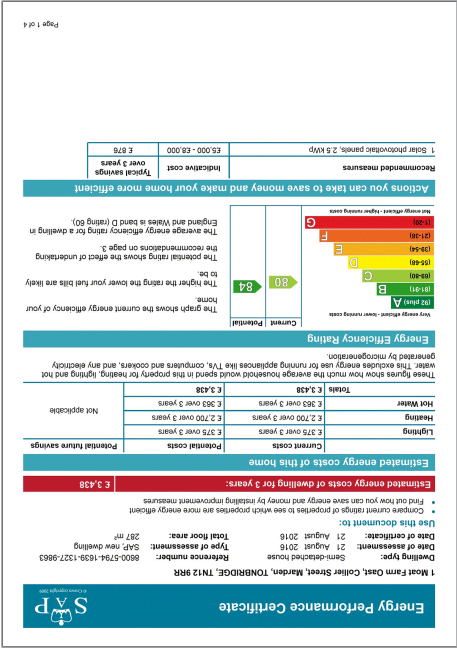 Energy Performance Certificate
SAP
© Crown copyright 2009
1 Moat Farm Oast, Collier Street, Marden, TONBRIDGE, TN12 9RR
Dwelling type: Semi-detached house Reference number: 8600-5794-1639-1327-9863
Date of assessment: 21 August 2016 Type of assessment: SAP, new dwelling
Date of certificate: 21 August 2016 Total floor area: 287 m²
Use this document to:
• Compare current ratings of properties to see which properties are more energy efficient
• Find out how you can save energy and money by installing improvement measures
Estimated energy costs of dwelling for 3 years: £ 3,438
Estimated energy costs of this home
Current costs Potential costs Potential future savings
Lighting £ 375 over 3 years £ 375 over 3 years
Heating £ 2,700 over 3 years £ 2,700 over 3 years
Not applicable
Hot Water £ 363 over 3 years £ 363 over 3 years
Totals £ 3,438 £ 3,438
These figures show how much the average household would spend in this property for heating, lighting and hot
water. This excludes energy use for running appliances like TVs, computers and cookers, and any electricity
generated by microgeneration.
Energy Efficiency Rating
Current Potential
Very energy efficient - lower running costs
(92 plus) A
(81-91) B
(69-80) C
(55-68) D
(39-54) E
(21-38) F
(1-20) G
Not energy efficient - higher running costs
80
84
The graph shows the current energy efficiency of your
home.
The higher the rating the lower your fuel bills are likely
to be.
The potential rating shows the effect of undertaking
the recommendations on page 3.
The average energy efficiency rating for a dwelling in
England and Wales is band D (rating 60).
Actions you can take to save money and make your home more efficient
Recommended measures Indicative cost Typical savings
over 3 years
1 Solar photovoltaic panels, 2.5 kWp £5,000 - £8,000 £ 876
Page 1 of 4